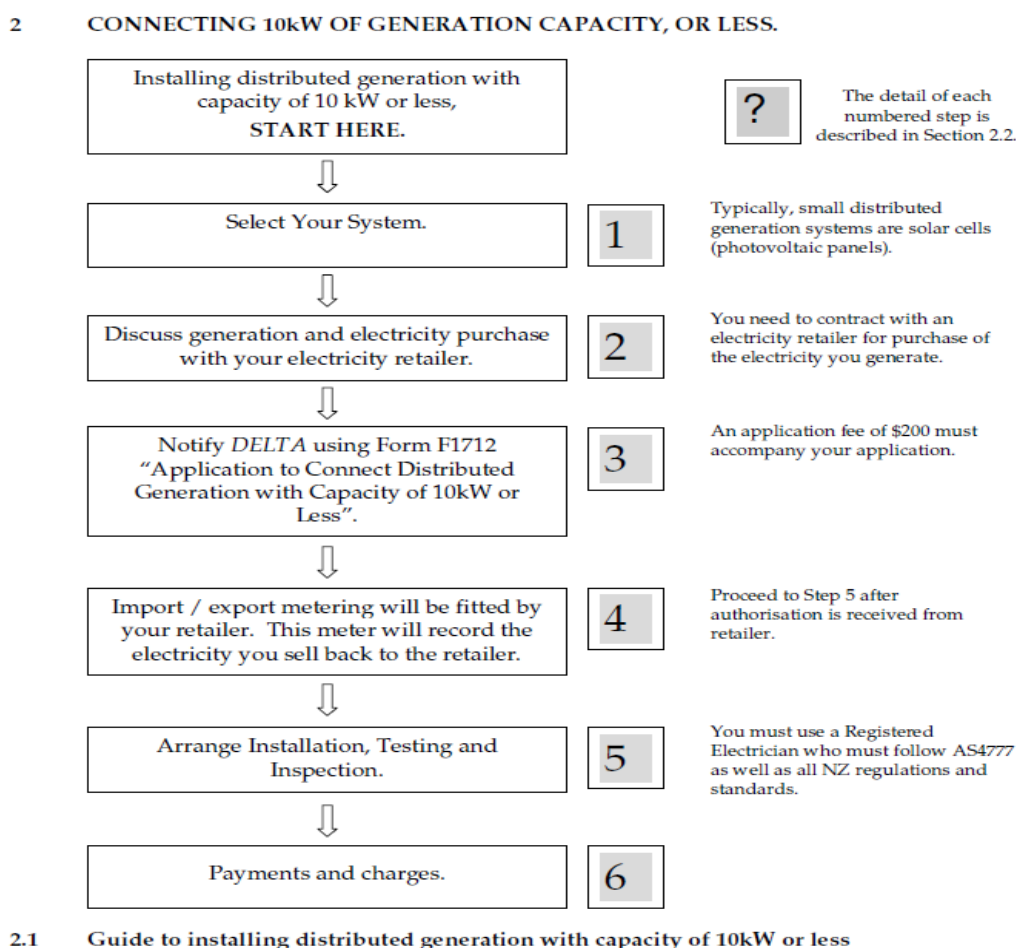 2 CONNECTING 10kW OF GENERATION CAPACITY, OR LESS.
Installing distributed generation with
capacity of 10 kW or less,
START HERE.
?
The detail of each
numbered step is
described in Section 2.2.
Select Your System.
1
Typically, small distributed
generation systems are solar cells
(photovoltaic panels).
Discuss generation and electricity purchase
with your electricity retailer.
2
You need to contract with an
electricity retailer for purchase of
the electricity you generate.
Notify DELTA using Form F1712
“Application to Connect Distributed
Generation with Capacity of 10kW or
Less”.
3
An application fee of $200 must
accompany your application.
Import / export metering will be fitted by
your retailer. This meter will record the
electricity you sell back to the retailer.
4
Proceed to Step 5 after
authorisation is received from
retailer.
Arrange Installation, Testing and
Inspection.
5
You must use a Registered
Electrician who must follow AS4777
as well as all NZ regulations and
standards.
Payments and charges.
6
2.1 Guide to installing distributed generation with capacity of 10kW or less